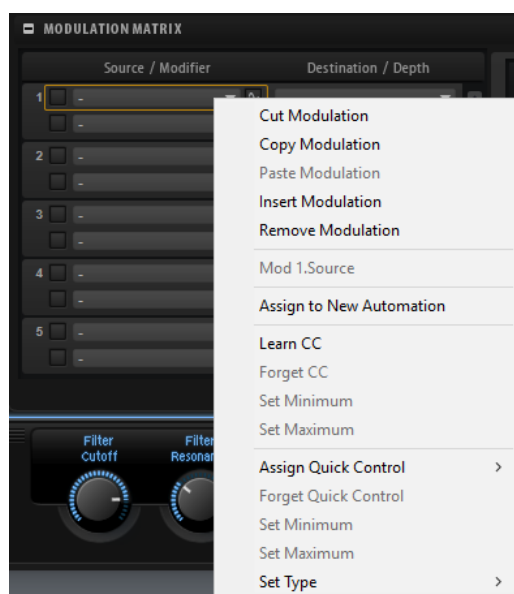 MODULATION MATRIX
Source / Modifier Destination / Depth
1 -
-
2 -
-
3 -
-
4 -
-
5 -
-
Cut Modulation
Copy Modulation
Paste Modulation
Insert Modulation
Remove Modulation
Mod 1.Source
Assign to New Automation
Learn CC
Forget CC
Set Minimum
Set Maximum
Assign Quick Control
Forget Quick Control
Set Minimum
Set Maximum
Set Type
Filter
Cutoff
Filter